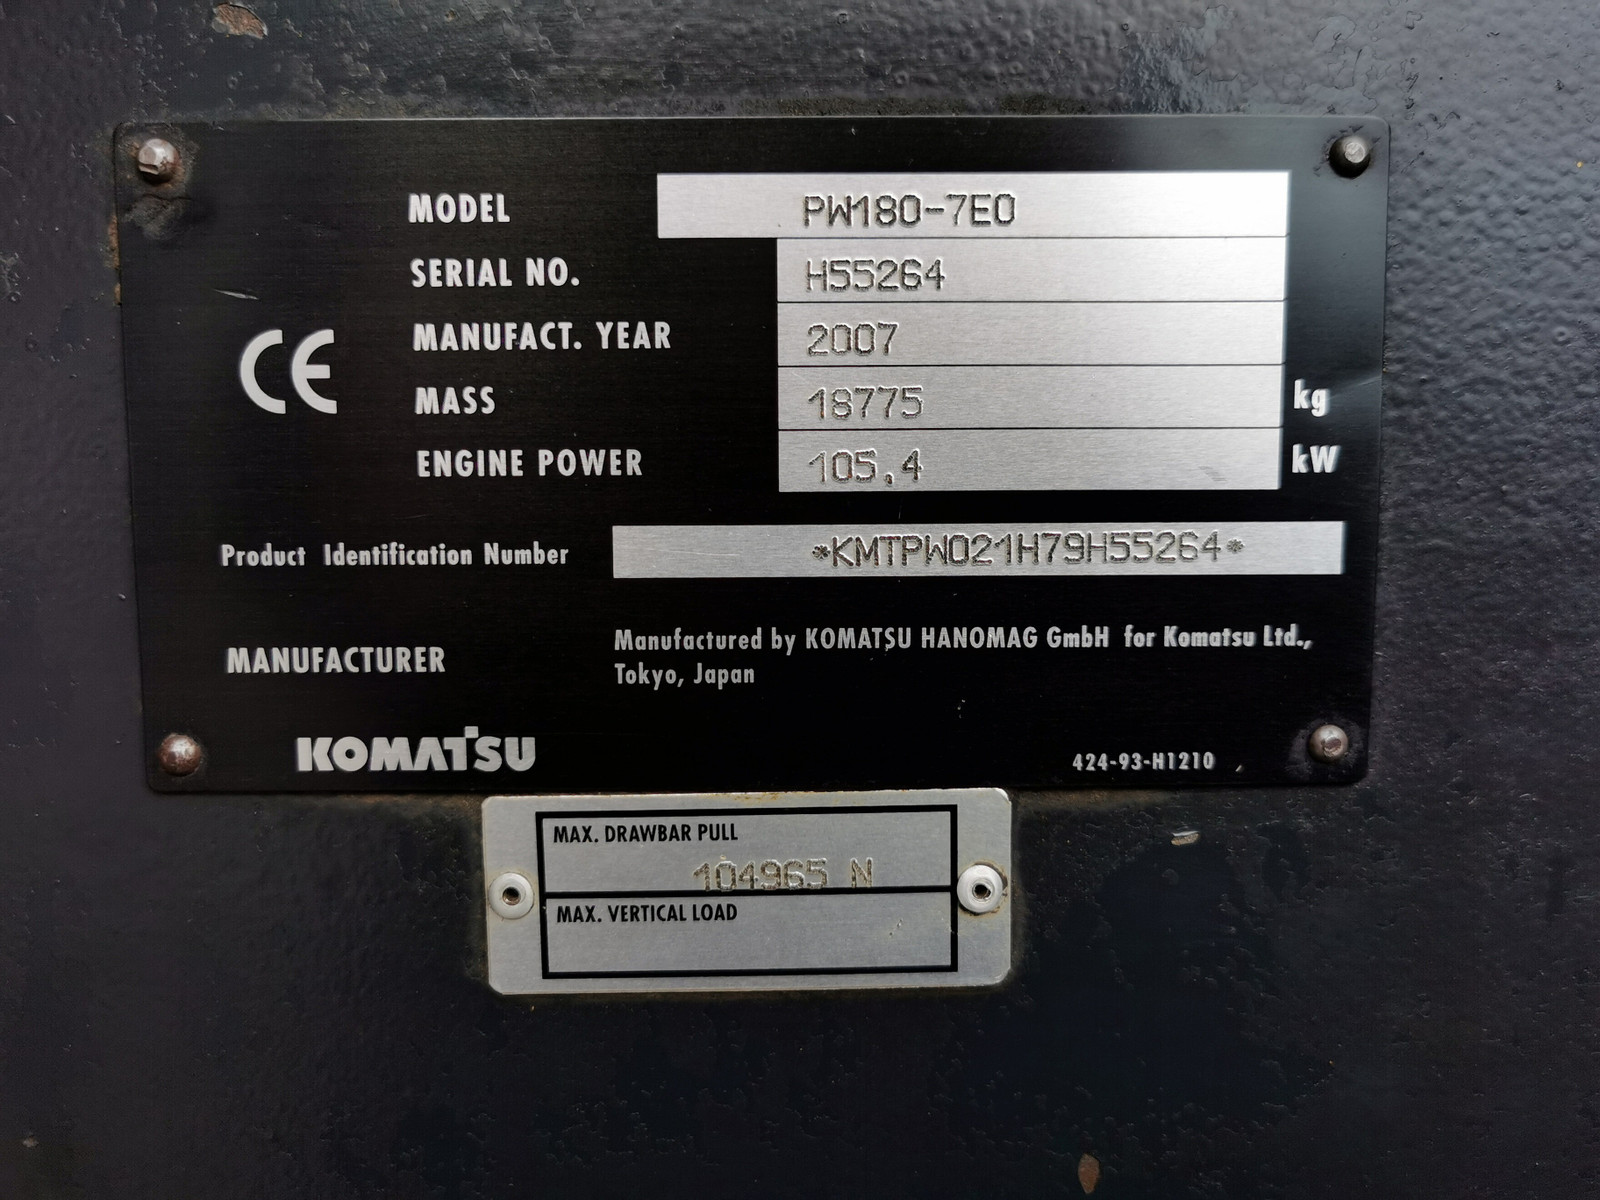 MODEL PW180-7E0
SERIAL NO. H55264
MANUFACT. YEAR 2007
CE
MASS 18775 kg
ENGINE POWER 105,4 kW
Product Identification Number *KMTPW021H79H55264*
MANUFACTURER Manufactured by KOMATSU HANOMAG GmbH for Komatsu Ltd.,
Tokyo, Japan
KOMATSU
424-93-H1210
MAX. DRAWBAR PULL
104965 N
MAX. VERTICAL LOAD